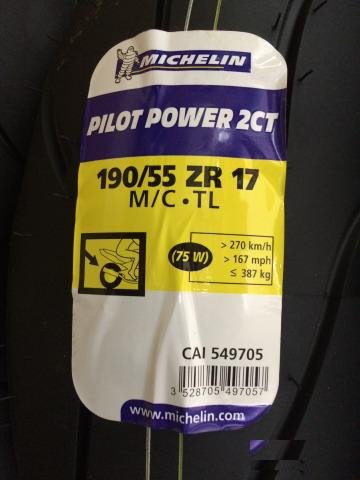 MICHELIN
PILOT POWER 2CT
190/55 ZR 17
M/C • TL
(75 W)
> 270 km/h
> 167 mph
≤ 387 kg
CAI 549705
3 528705 497057
www.michelin.com